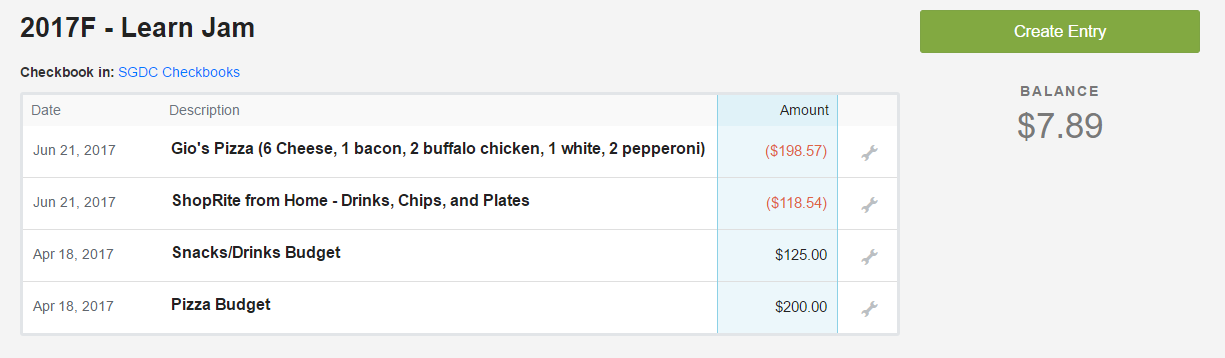 2017F - Learn Jam
Create Entry
Checkbook in: SGDC Checkbooks
BALANCE
$7.89
Date Description Amount
Jun 21, 2017 Gio's Pizza (6 Cheese, 1 bacon, 2 buffalo chicken, 1 white, 2 pepperoni) ($198.57)
Jun 21, 2017 ShopRite from Home - Drinks, Chips, and Plates ($118.54)
Apr 18, 2017 Snacks/Drinks Budget $125.00
Apr 18, 2017 Pizza Budget $200.00